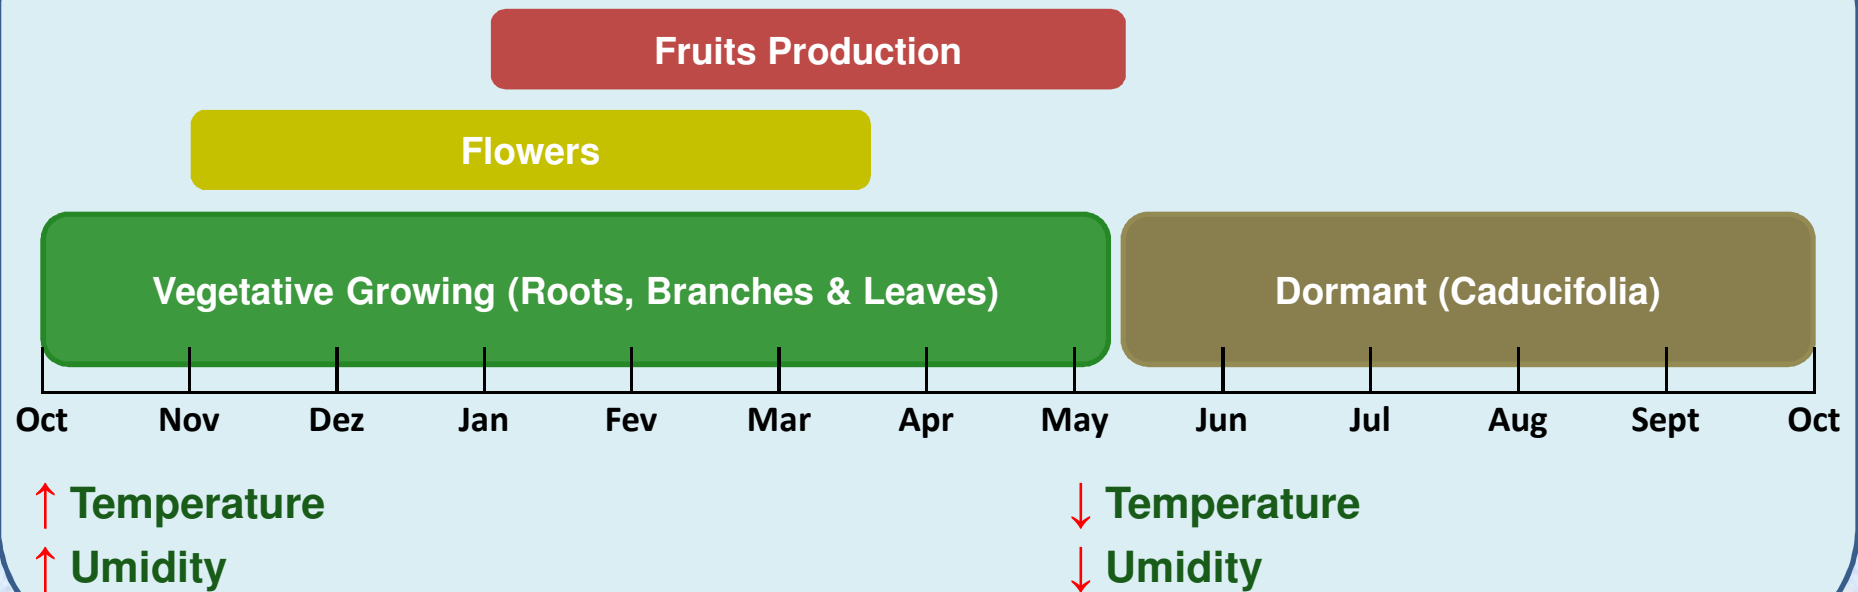 Fruits Production
Flowers
Vegetative Growing (Roots, Branches & Leaves)
Dormant (Caducifolia)
Oct Nov Dez Jan Fev Mar Apr May Jun Jul Aug Sept Oct
↑ Temperature
↑ Umidity
↓ Temperature
↓ Umidity